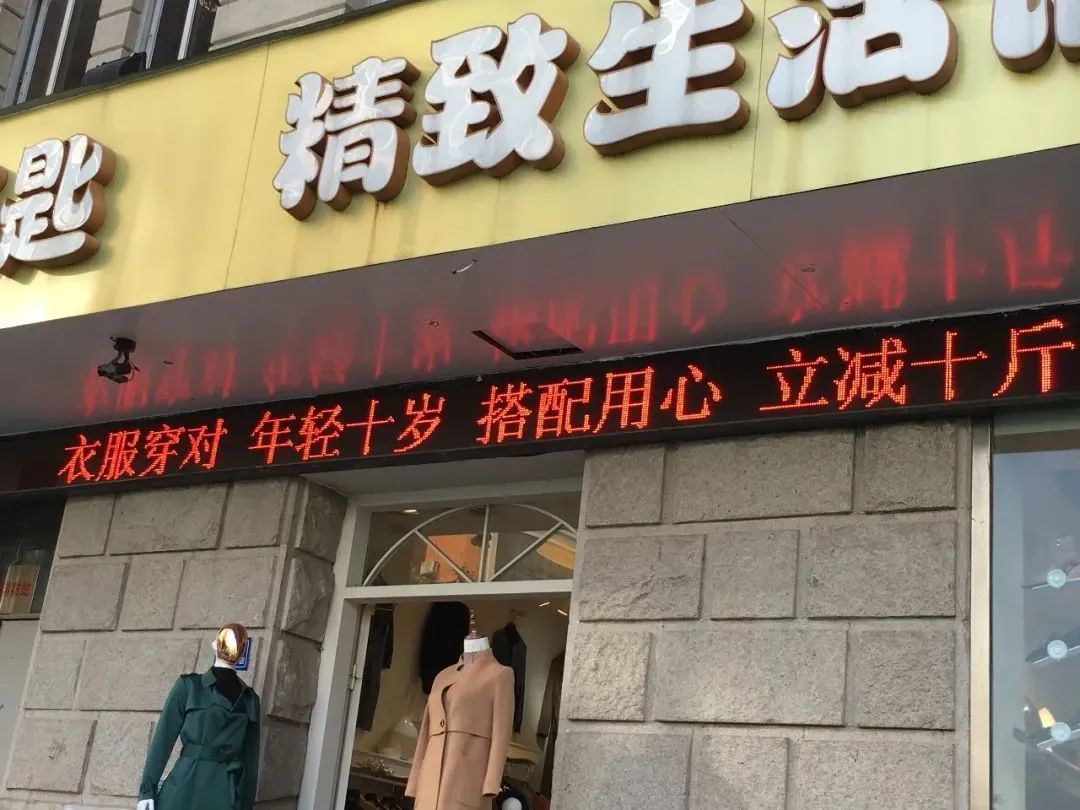 匙 精致生活
衣服穿对 年轻十岁 搭配用心 立减十斤